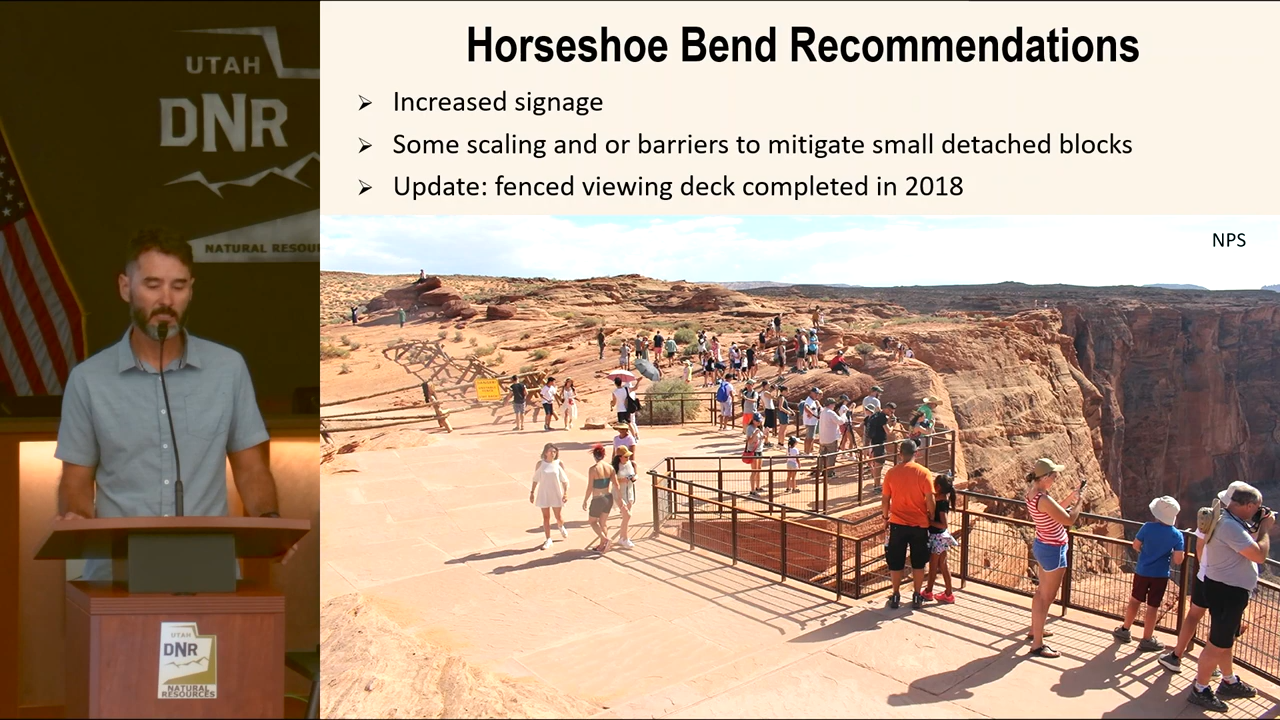 UTAH
DNR
NATURAL RESOU
Horseshoe Bend Recommendations
➢ Increased signage
➢ Some scaling and or barriers to mitigate small detached blocks
➢ Update: fenced viewing deck completed in 2018
NPS
UTAH
DNR
NATURAL
RESOURCES